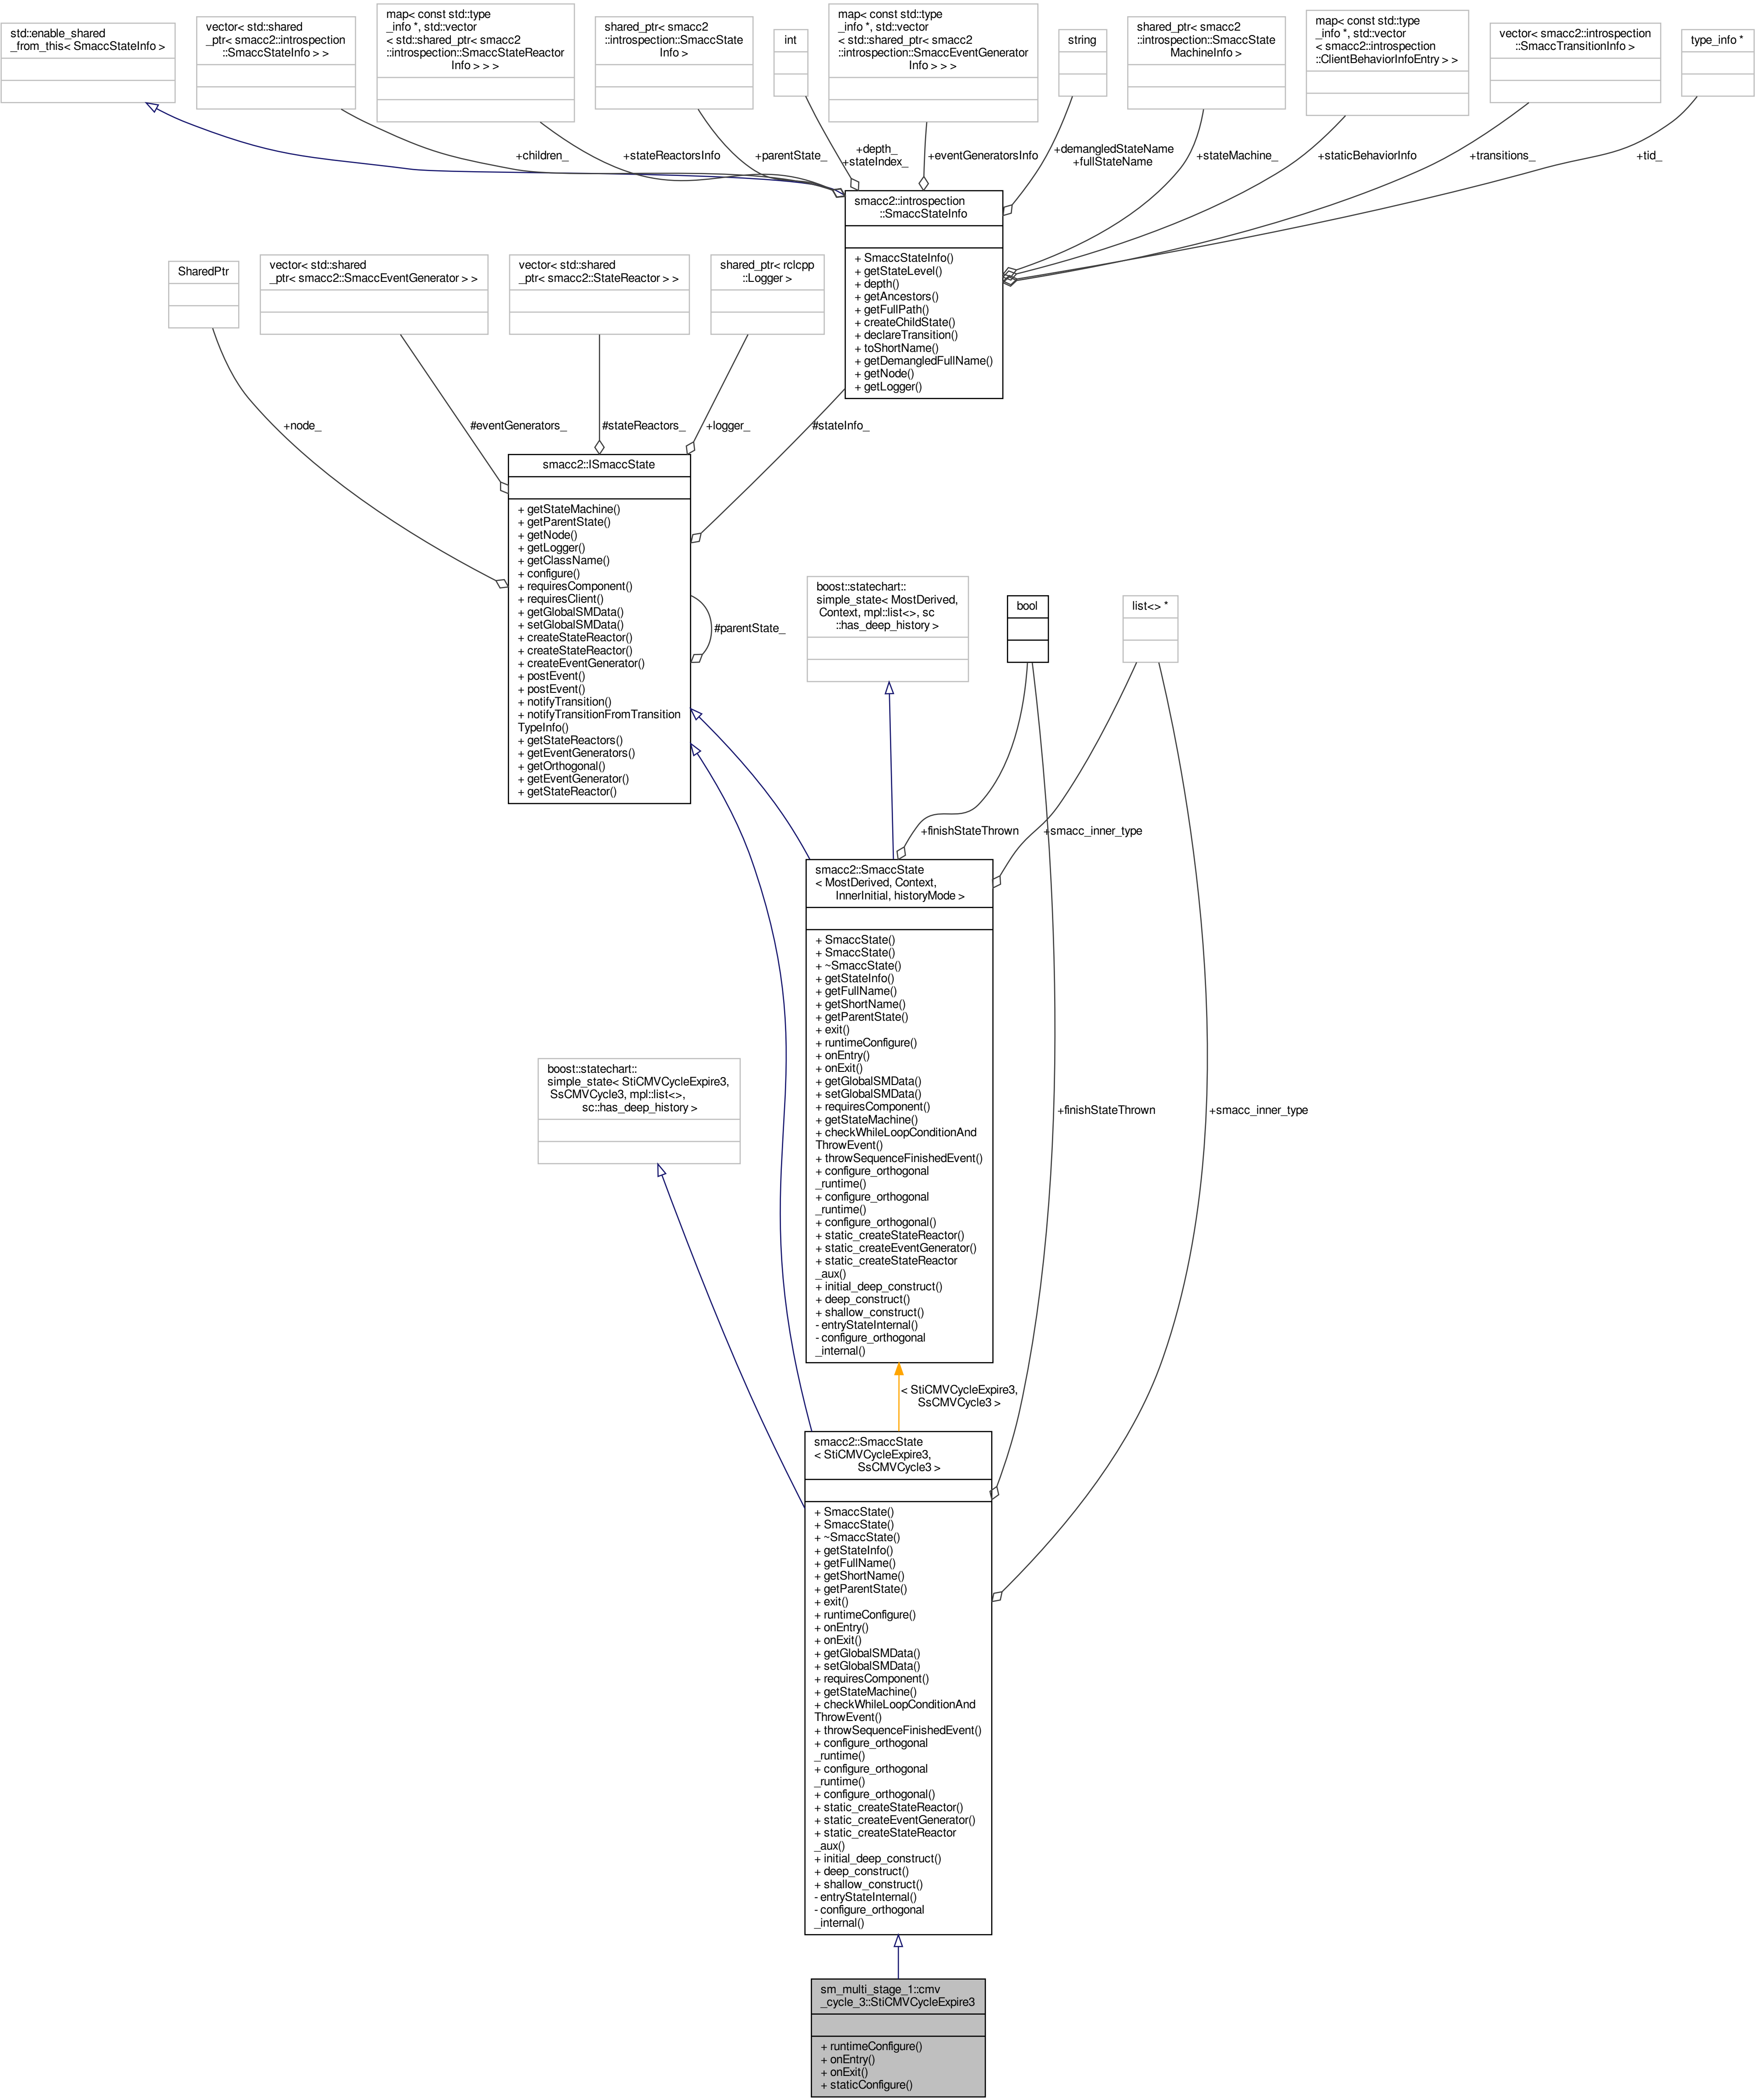 std::enable_shared
_from_this< SmaccStateInfo >
vector< std::shared
_ptr< smacc2::introspection
::SmaccStateInfo > >
map< const std::type
_info *, std::vector
< std::shared_ptr< smacc2
::introspection::SmaccStateReactor
Info > > >
shared_ptr< smacc2
::introspection::SmaccState
Info >
int
map< const std::type
_info *, std::vector
< std::shared_ptr< smacc2
::introspection::SmaccEventGenerator
Info > > >
string
shared_ptr< smacc2
::introspection::SmaccState
MachineInfo >
map< const std::type
_info *, std::vector
< smacc2::introspection
::ClientBehaviorInfoEntry > >
vector< smacc2::introspection
::SmaccTransitionInfo >
type_info *
+children_
+stateReactorsInfo
+parentState_
+depth_
+stateIndex_
+eventGeneratorsInfo
+demangledStateName
+fullStateName
+stateMachine_
+staticBehaviorInfo
+transitions_
+tid_
smacc2::introspection
::SmaccStateInfo
+ SmaccStateInfo()
+ getStateLevel()
+ depth()
+ getAncestors()
+ getFullPath()
+ createChildState()
+ declareTransition()
+ toShortName()
+ getDemangledFullName()
+ getNode()
+ getLogger()
SharedPtr
vector< std::shared
_ptr< smacc2::SmaccEventGenerator > >
vector< std::shared
_ptr< smacc2::StateReactor > >
shared_ptr< rclcpp
::Logger >
+node_
#eventGenerators_
#stateReactors_
+logger_
#stateInfo_
smacc2::ISmaccState
+ getStateMachine()
+ getParentState()
+ getNode()
+ getLogger()
+ getClassName()
+ configure()
+ requiresComponent()
+ requiresClient()
+ getGlobalSMData()
+ setGlobalSMData()
+ createStateReactor()
+ createStateReactor()
+ createEventGenerator()
+ postEvent()
+ postEvent()
+ notifyTransition()
+ notifyTransitionFromTransition
TypeInfo()
+ getStateReactors()
+ getEventGenerators()
+ getOrthogonal()
+ getEventGenerator()
+ getStateReactor()
#parentState_
boost::statechart::
simple_state< MostDerived,
Context, mpl::list<>, sc
::has_deep_history >
bool
list<> *
+finishStateThrown
+smacc_inner_type
smacc2::SmaccState
< MostDerived, Context,
InnerInitial, historyMode >
+ SmaccState()
+ SmaccState()
+ ~SmaccState()
+ getStateInfo()
+ getFullName()
+ getShortName()
+ getParentState()
+ exit()
+ runtimeConfigure()
+ onEntry()
+ onExit()
+ getGlobalSMData()
+ setGlobalSMData()
+ requiresComponent()
+ getStateMachine()
+ checkWhileLoopConditionAnd
ThrowEvent()
+ throwSequenceFinishedEvent()
+ configure_orthogonal
_runtime()
+ configure_orthogonal
_runtime()
+ configure_orthogonal()
+ static_createStateReactor()
+ static_createEventGenerator()
+ static_createStateReactor
_aux()
+ initial_deep_construct()
+ deep_construct()
+ shallow_construct()
- entryStateInternal()
- configure_orthogonal
_internal()
boost::statechart::
simple_state< StiCMVCycleExpire3,
SsCMVCycle3, mpl::list<>,
sc::has_deep_history >
+finishStateThrown
+smacc_inner_type
< StiCMVCycleExpire3,
SsCMVCycle3 >
smacc2::SmaccState
< StiCMVCycleExpire3,
SsCMVCycle3 >
+ SmaccState()
+ SmaccState()
+ ~SmaccState()
+ getStateInfo()
+ getFullName()
+ getShortName()
+ getParentState()
+ exit()
+ runtimeConfigure()
+ onEntry()
+ onExit()
+ getGlobalSMData()
+ setGlobalSMData()
+ requiresComponent()
+ getStateMachine()
+ checkWhileLoopConditionAnd
ThrowEvent()
+ throwSequenceFinishedEvent()
+ configure_orthogonal
_runtime()
+ configure_orthogonal
_runtime()
+ configure_orthogonal()
+ static_createStateReactor()
+ static_createEventGenerator()
+ static_createStateReactor
_aux()
+ initial_deep_construct()
+ deep_construct()
+ shallow_construct()
- entryStateInternal()
- configure_orthogonal
_internal()
sm_multi_stage_1::cmv
_cycle_3::StiCMVCycleExpire3
+ runtimeConfigure()
+ onEntry()
+ onExit()
+ staticConfigure()